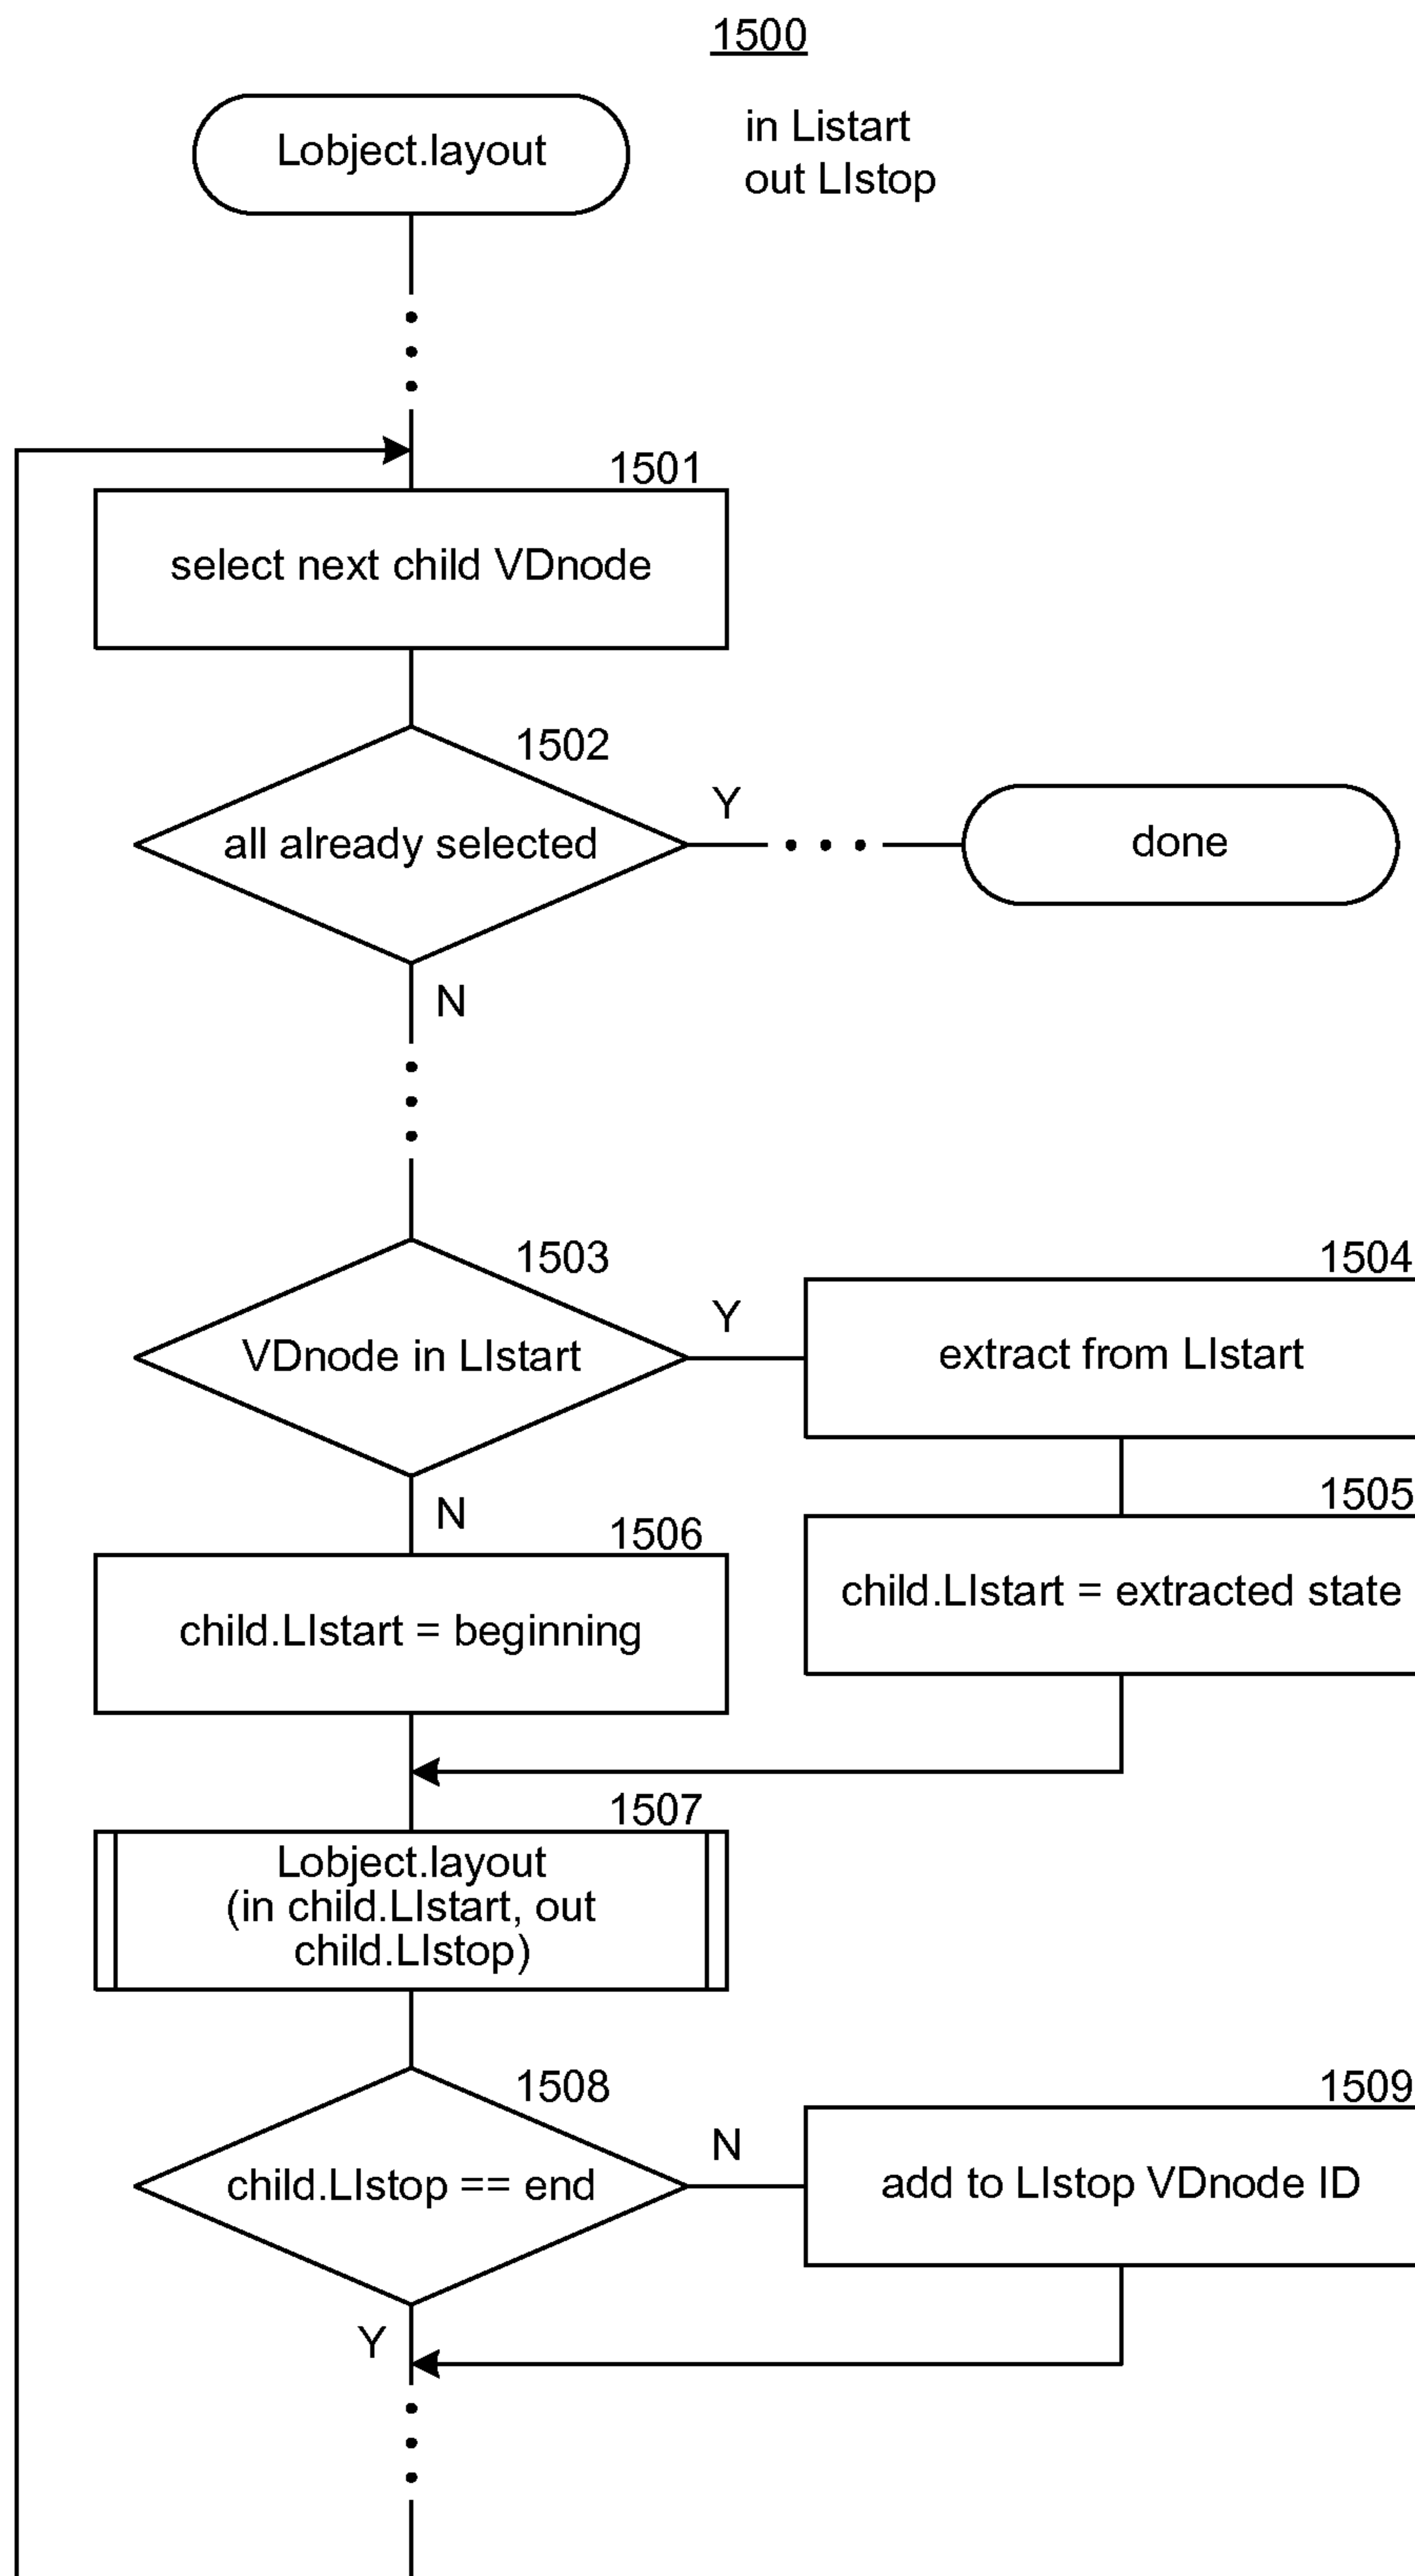 1500
Lobject.layout
in Listart
out LIstop
1501
select next child VDnode
1502
all already selected
Y
done
N
1503
VDnode in LIstart
Y
1504
extract from LIstart
N
1505
child.LIstart = extracted state
1506
child.LIstart = beginning
1507
Lobject.layout
(in child.LIstart, out
child.LIstop)
1508
child.LIstop == end
N
1509
add to LIstop VDnode ID
Y